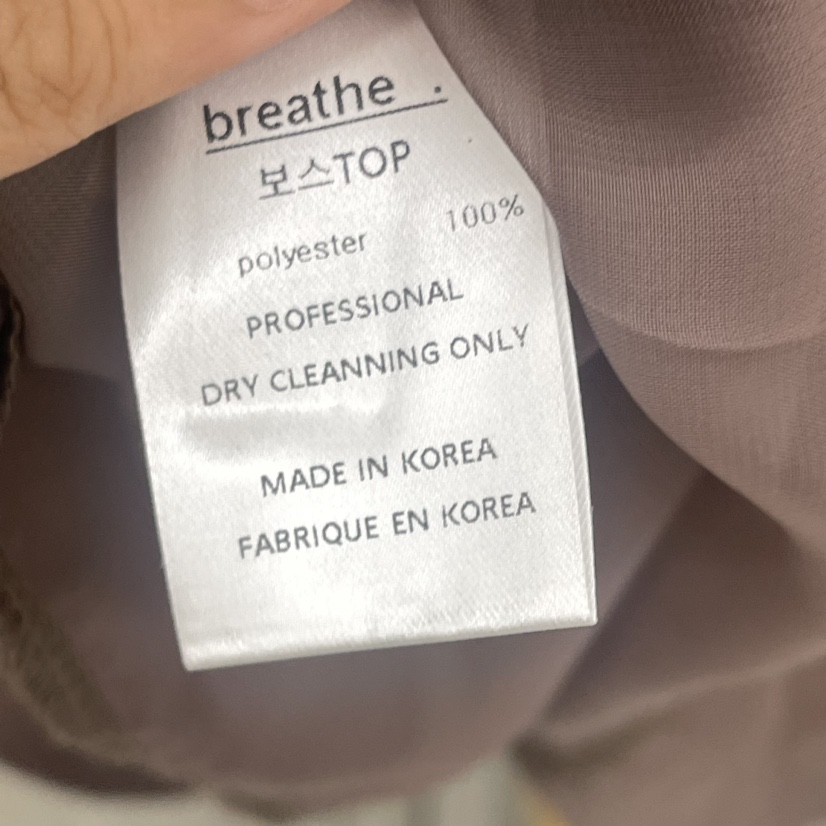 breathe .
보스TOP
polyester 100%
PROFESSIONAL
DRY CLEANNING ONLY
MADE IN KOREA
FABRIQUE EN KOREA